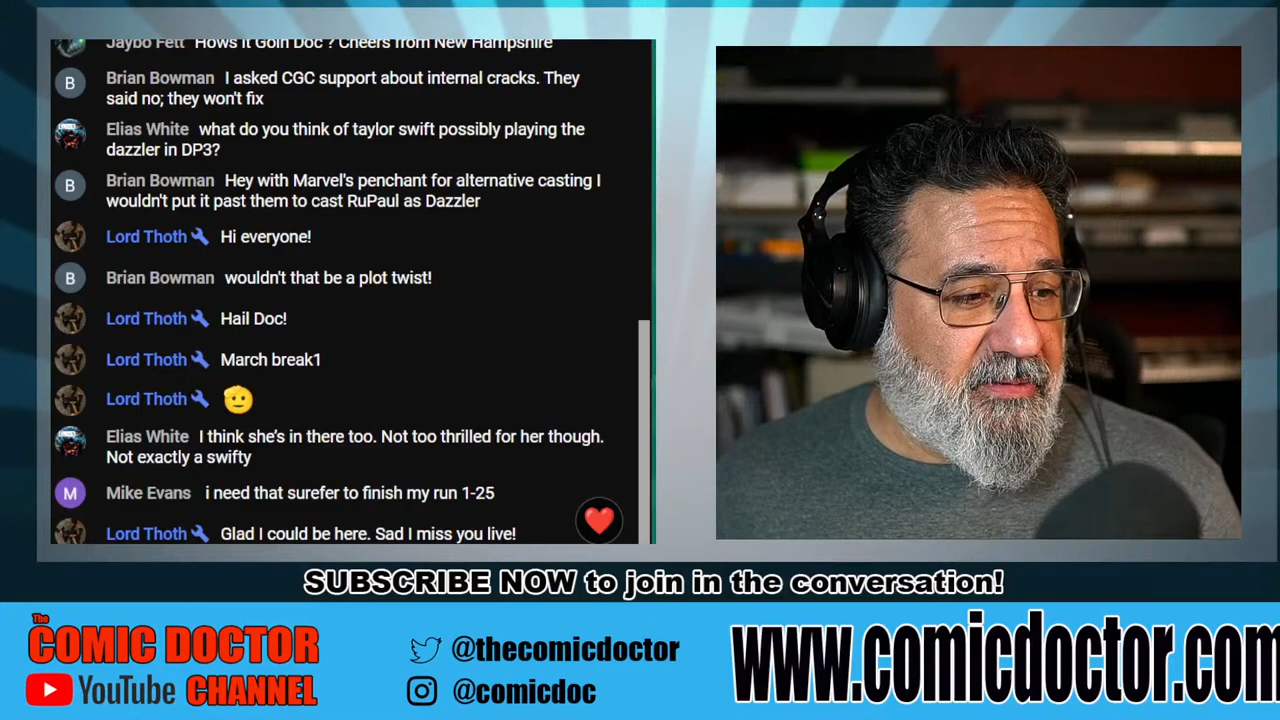 Jaybo Fett Hows it Goin Doc ? Cheers from New Hampshire
B Brian Bowman I asked CGC support about internal cracks. They
said no; they won't fix
Elias White what do you think of taylor swift possibly playing the
dazzler in DP3?
B Brian Bowman Hey with Marvel's penchant for alternative casting I
wouldn't put it past them to cast RuPaul as Dazzler
Lord Thoth Hi everyone!
B Brian Bowman wouldn't that be a plot twist!
Lord Thoth Hail Doc!
Lord Thoth March break1
Lord Thoth
Elias White I think she's in there too. Not too thrilled for her though.
Not exactly a swifty
M Mike Evans i need that surefer to finish my run 1-25
Lord Thoth Glad I could be here. Sad I miss you live!
SUBSCRIBE NOW to join in the conversation!
The
COMIC DOCTOR
YouTube CHANNEL
@thecomicdoctor
@comicdoc
www.comicdoctor.com